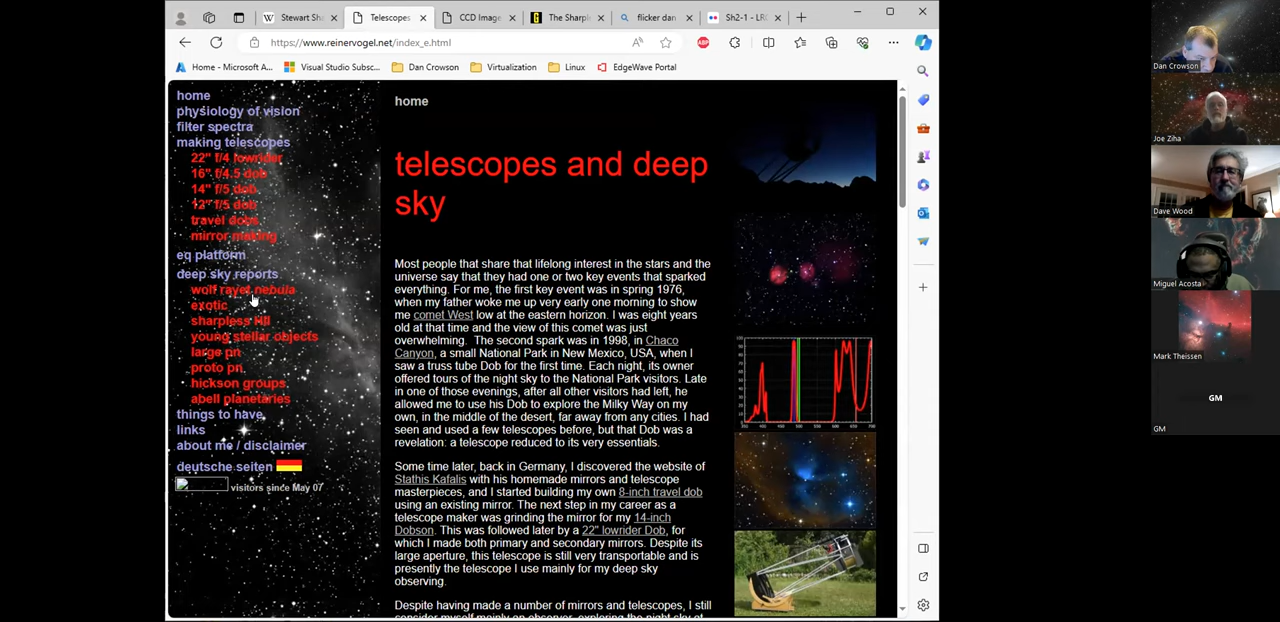 Stewart Sh
Telescopes
CCD Image
The Sharpl
flicker dan
Sh2-1 - LRG
https://www.reinervogel.net/index_e.html
Home - Microsoft A...
Visual Studio Subsc...
Dan Crowson
Virtualization
Linux
EdgeWave Portal
home
physiology of vision
filter spectra
making telescopes
22" f/4 lowrider
16" f/4.5 dob
14" f/5 dob
12" f/5 dob
travel dobs
mirror making
eq platform
deep sky reports
wolf rayet nebula
exotic
sharpless HII
young stellar objects
large pn
proto pn
hickson groups
abell planetaries
things to have
links
about me / disclaimer
deutsche seiten
visitors since May 07
home
telescopes and deep
sky
Most people that share that lifelong interest in the stars and the
universe say that they had one or two key events that sparked
everything. For me, the first key event was in spring 1976,
when my father woke me up very early one morning to show
me comet West low at the eastern horizon. I was eight years
old at that time and the view of this comet was just
overwhelming. The second spark was in 1998, in Chaco
Canyon, a small National Park in New Mexico, USA, when I
saw a truss tube Dob for the first time. Each night, its owner
offered tours of the night sky to the National Park visitors. Late
in one of those evenings, after all other visitors had left, he
allowed me to use his Dob to explore the Milky Way on my
own, in the middle of the desert, far away from any cities. I had
seen and used a few telescopes before, but that Dob was a
revelation: a telescope reduced to its very essentials.
Some time later, back in Germany, I discovered the website of
Stathis Kafalis with his homemade mirrors and telescope
masterpieces, and I started building my own 8-inch travel dob
using an existing mirror. The next step in my career as a
telescope maker was grinding the mirror for my 14-inch
Dobson. This was followed later by a 22" lowrider Dob, for
which I made both primary and secondary mirrors. Despite its
large aperture, this telescope is still very transportable and is
presently the telescope I use mainly for my deep sky
observing.
Despite having made a number of mirrors and telescopes, I still
Dan Crowson
Joe Ziha
Dave Wood
Miguel Acosta
Mark Theissen
GM
GM